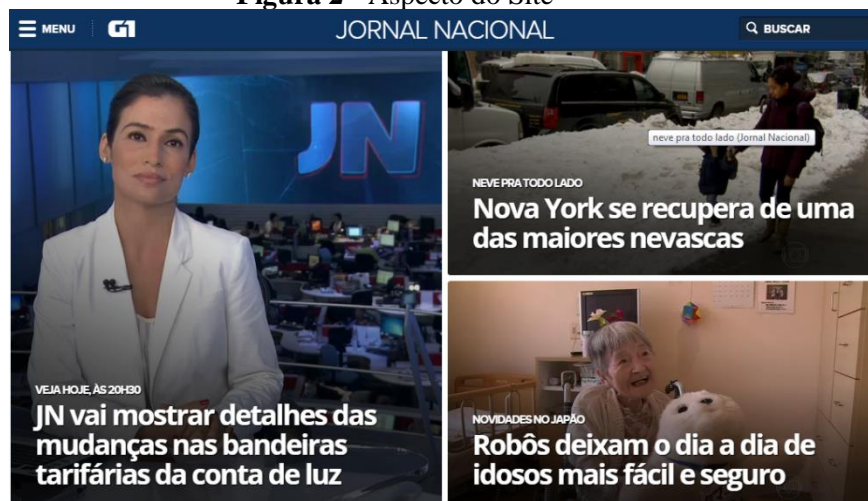 Figura 2 - Aspecto do Site
MENU
G1
JORNAL NACIONAL
BUSCAR
JN
VEJA HOJE, ÀS 20H30
JN vai mostrar detalhes das
mudanças nas bandeiras
tarifárias da conta de luz
neve pra todo lado (Jornal Nacional)
NEVE PRA TODO LADO
Nova York se recupera de uma
das maiores nevascas
NOVIDADES NO JAPÃO
Robôs deixam o dia a dia de
idosos mais fácil e seguro